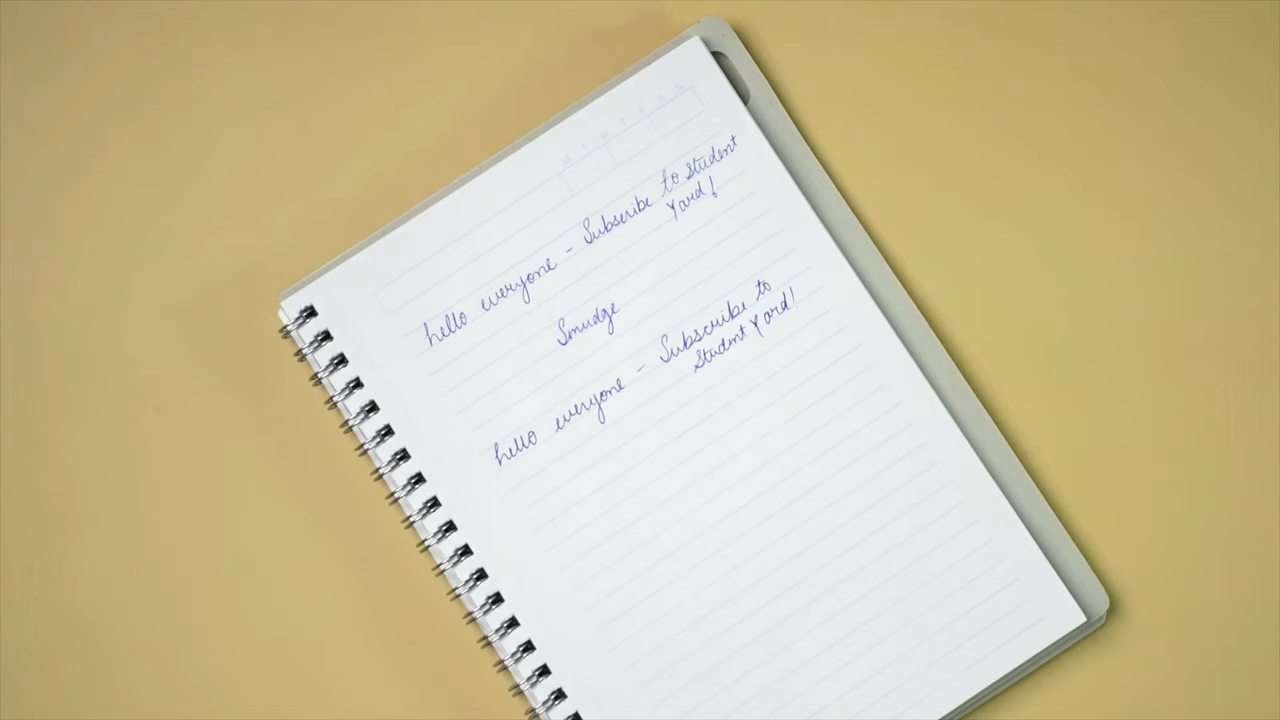 M T W T F S S
hello everyone - Subscribe to Student
Yard!
Smudge
hello everyone - Subscribe to
Student Yard!